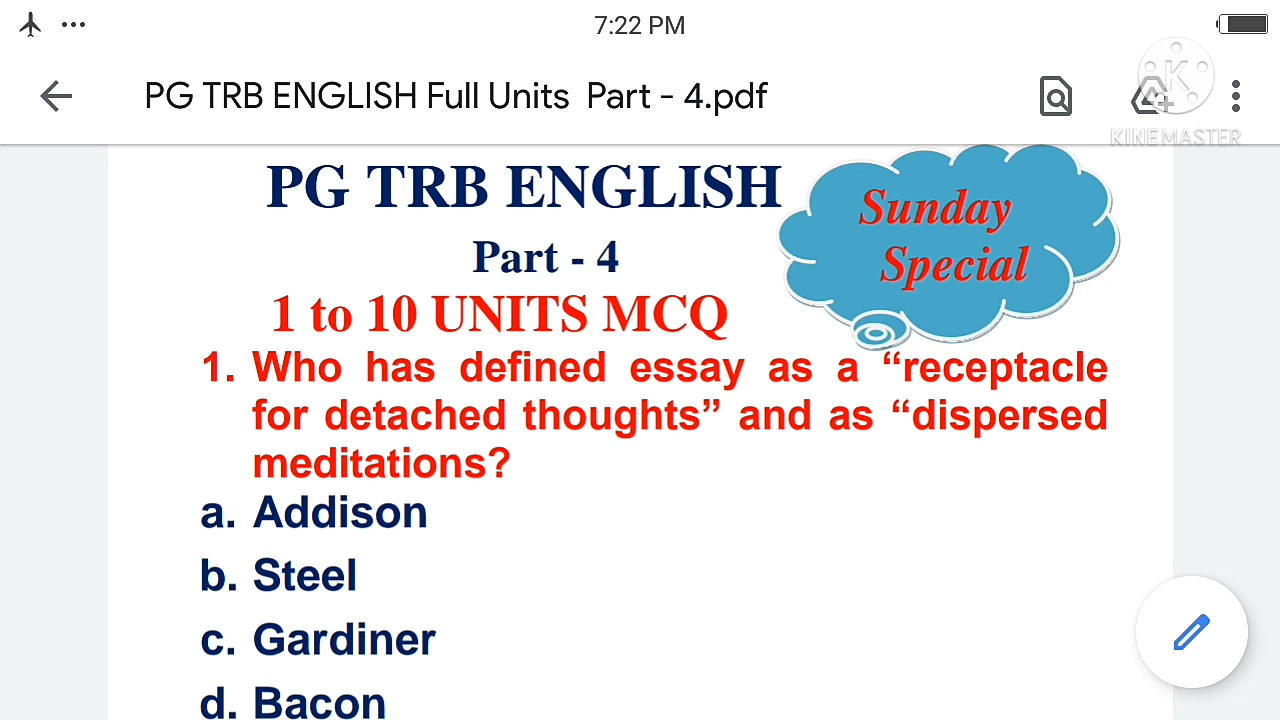 7:22 PM
PG TRB ENGLISH Full Units Part - 4.pdf
KINEMASTER
PG TRB ENGLISH
Sunday
Special
Part - 4
1 to 10 UNITS MCQ
1. Who has defined essay as a “receptacle
for detached thoughts” and as “dispersed
meditations?
a. Addison
b. Steel
c. Gardiner
d. Bacon